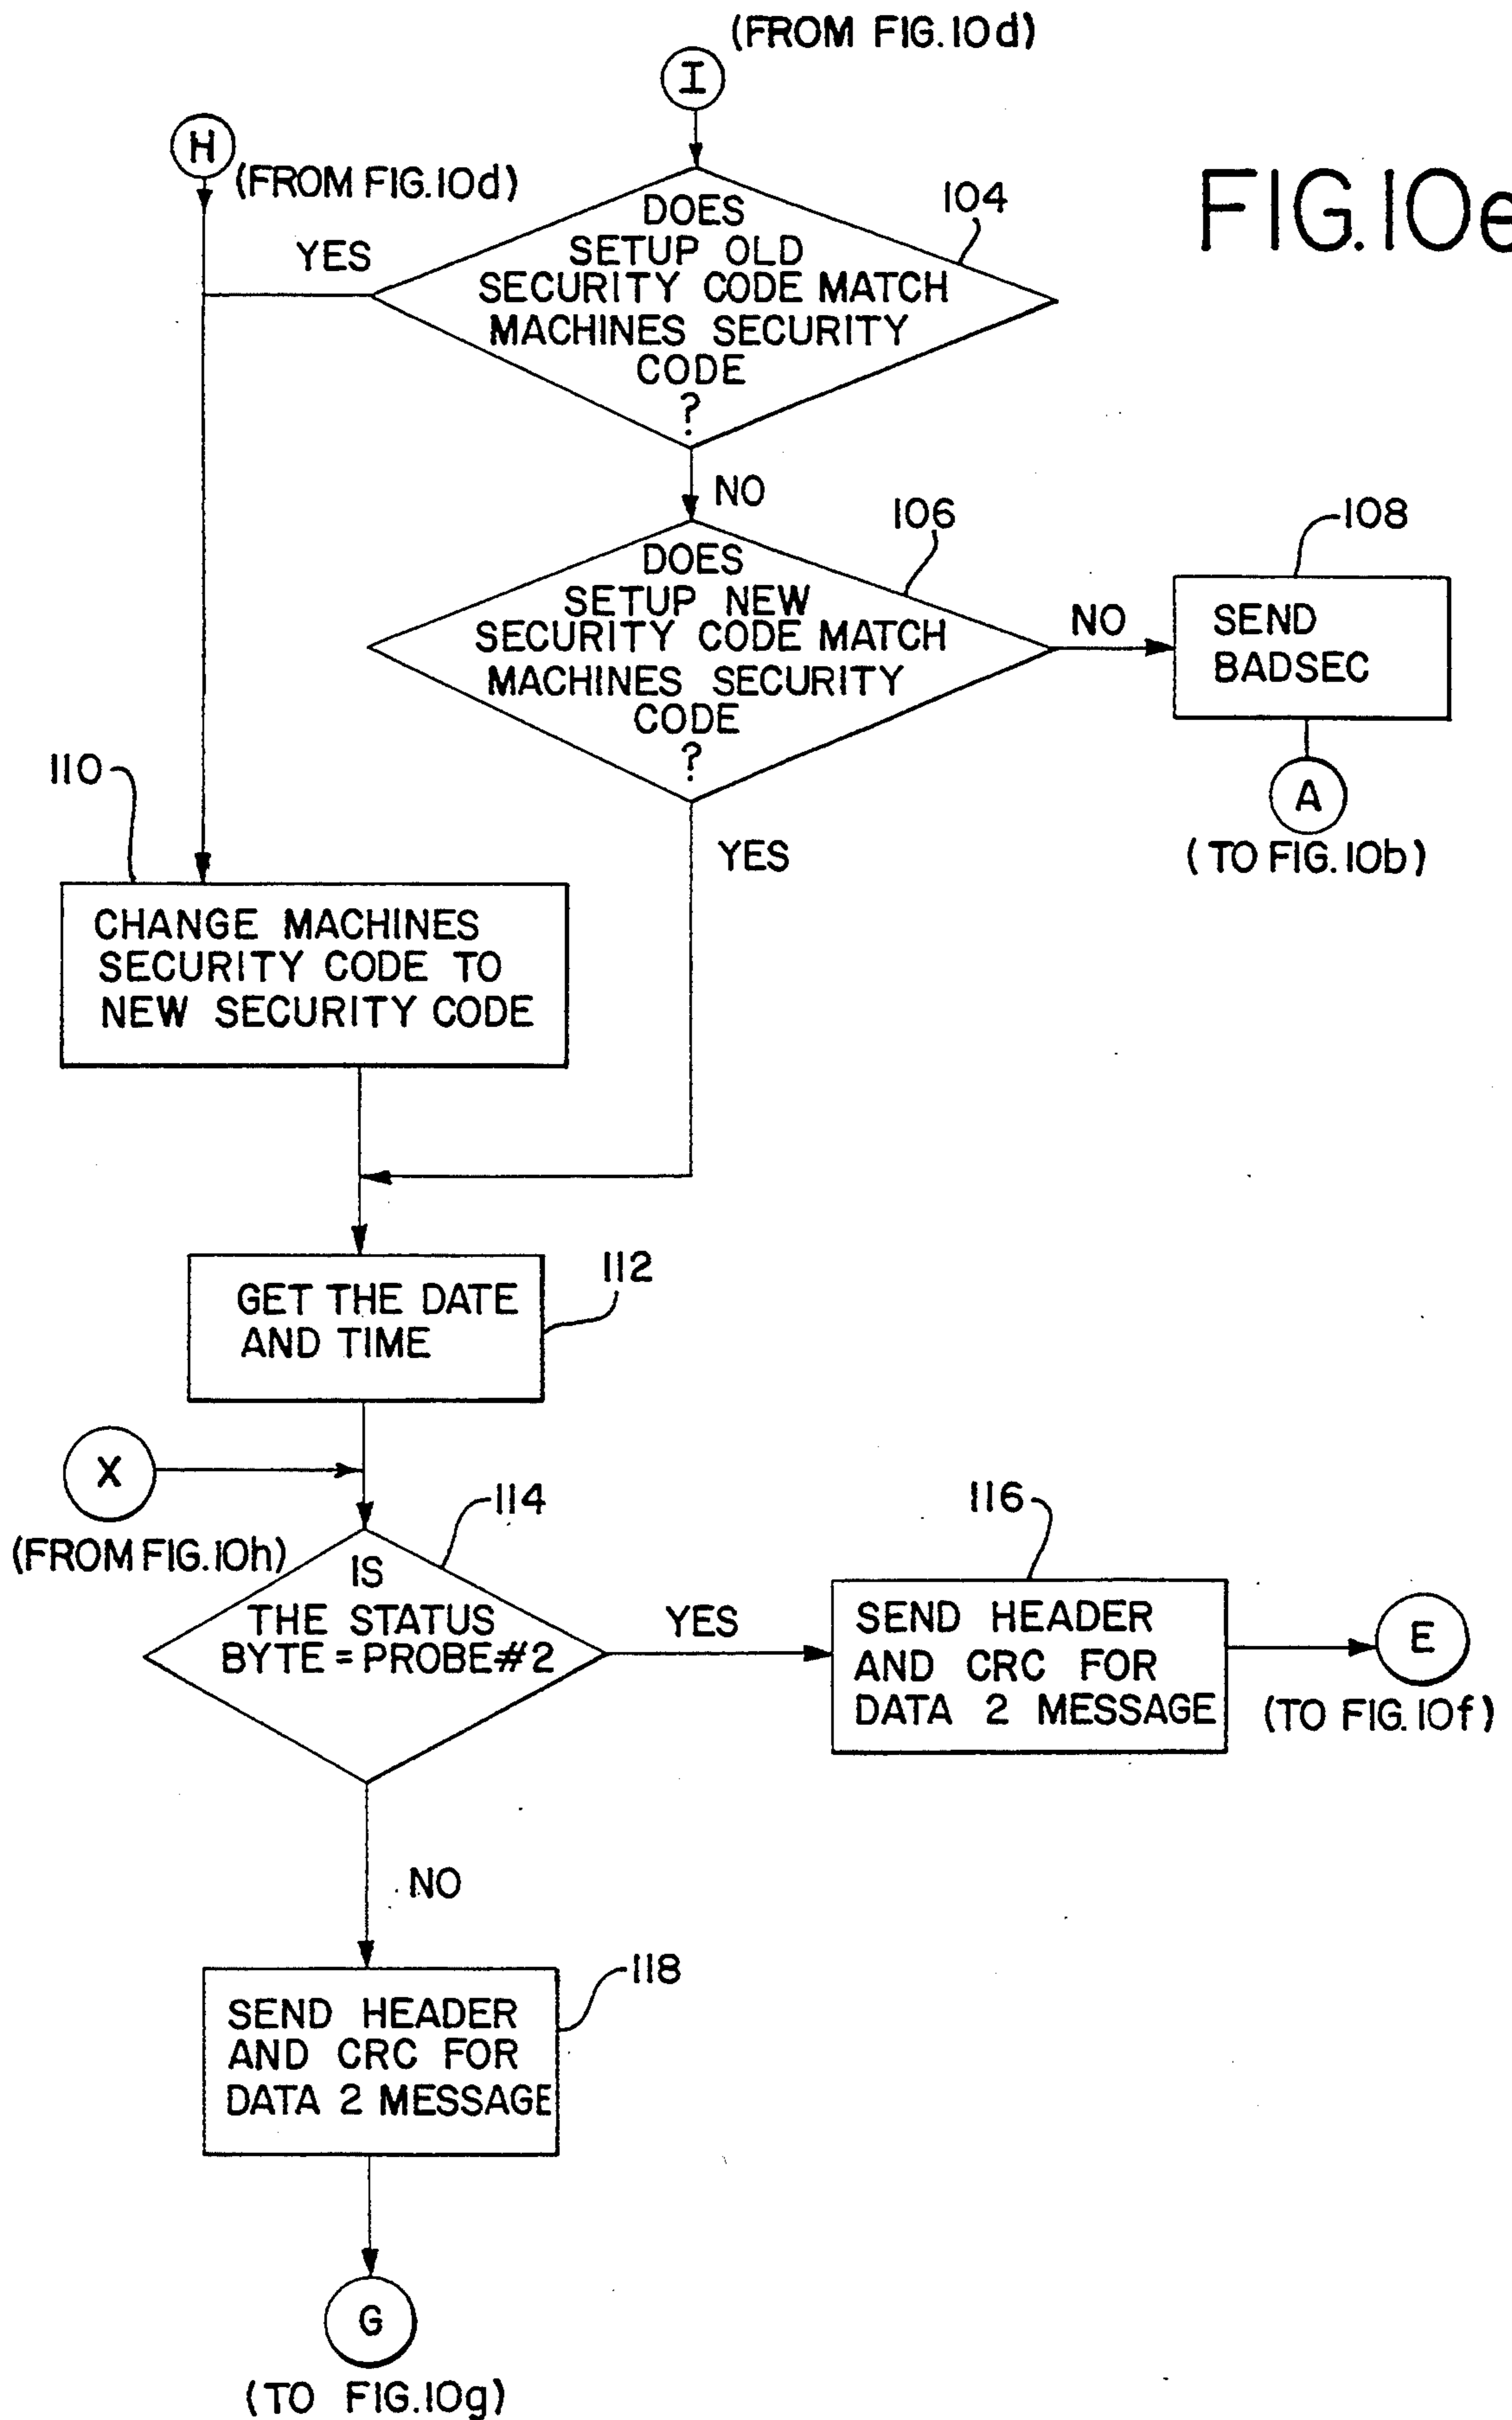 (FROM FIG.10d)
I
H
(FROM FIG.10d)
FIG.10e
YES
DOES
SETUP OLD
SECURITY CODE MATCH
MACHINES SECURITY
CODE
?
104
NO
106
DOES
SETUP NEW
SECURITY CODE MATCH
MACHINES SECURITY
CODE
?
NO
108
SEND
BADSEC
A
(TO FIG.10b)
YES
110
CHANGE MACHINES
SECURITY CODE TO
NEW SECURITY CODE
112
GET THE DATE
AND TIME
X
(FROM FIG.10h)
114
IS
THE STATUS
BYTE = PROBE#2
YES
116
SEND HEADER
AND CRC FOR
DATA 2 MESSAGE
E
(TO FIG.10f)
NO
118
SEND HEADER
AND CRC FOR
DATA 2 MESSAGE
G
(TO FIG.10g)